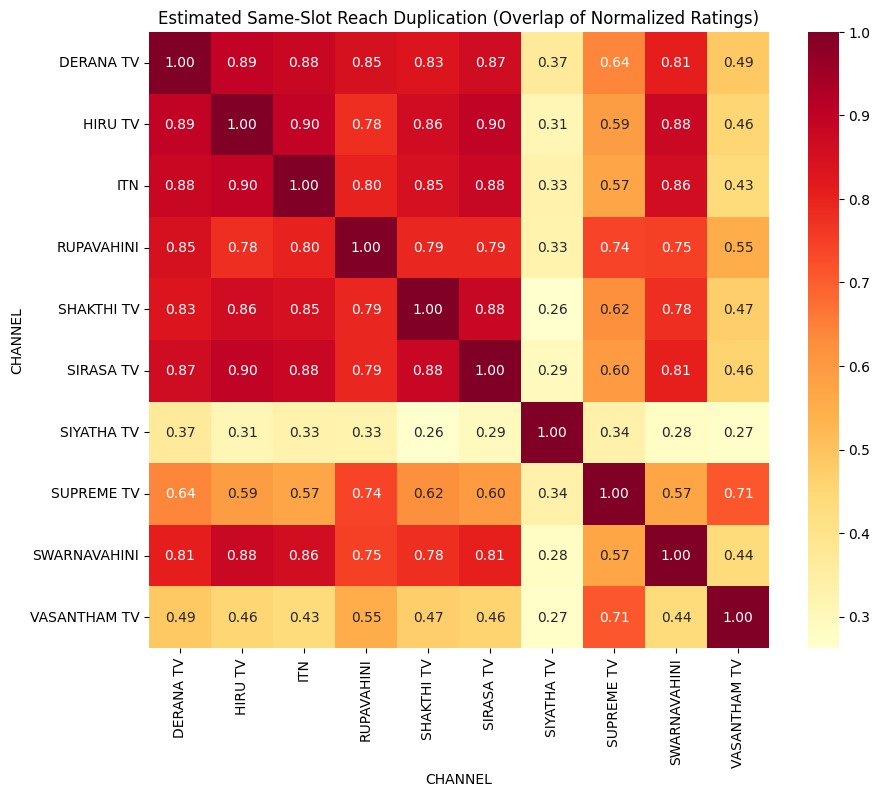 Estimated Same-Slot Reach Duplication (Overlap of Normalized Ratings)
CHANNEL
DERANA TV 1.00 0.89 0.88 0.85 0.83 0.87 0.37 0.64 0.81 0.49
HIRU TV 0.89 1.00 0.90 0.78 0.86 0.90 0.31 0.59 0.88 0.46
ITN 0.88 0.90 1.00 0.80 0.85 0.88 0.33 0.57 0.86 0.43
RUPAVAHINI 0.85 0.78 0.80 1.00 0.79 0.79 0.33 0.74 0.75 0.55
SHAKTHI TV 0.83 0.86 0.85 0.79 1.00 0.88 0.26 0.62 0.78 0.47
SIRASA TV 0.87 0.90 0.88 0.79 0.88 1.00 0.29 0.60 0.81 0.46
SIYATHA TV 0.37 0.31 0.33 0.33 0.26 0.29 1.00 0.34 0.28 0.27
SUPREME TV 0.64 0.59 0.57 0.74 0.62 0.60 0.34 1.00 0.57 0.71
SWARNAVAHINI 0.81 0.88 0.86 0.75 0.78 0.81 0.28 0.57 1.00 0.44
VASANTHAM TV 0.49 0.46 0.43 0.55 0.47 0.46 0.27 0.71 0.44 1.00
DERANA TV
HIRU TV
ITN
RUPAVAHINI
SHAKTHI TV
SIRASA TV
SIYATHA TV
SUPREME TV
SWARNAVAHINI
VASANTHAM TV
CHANNEL
1.0
0.9
0.8
0.7
0.6
0.5
0.4
0.3